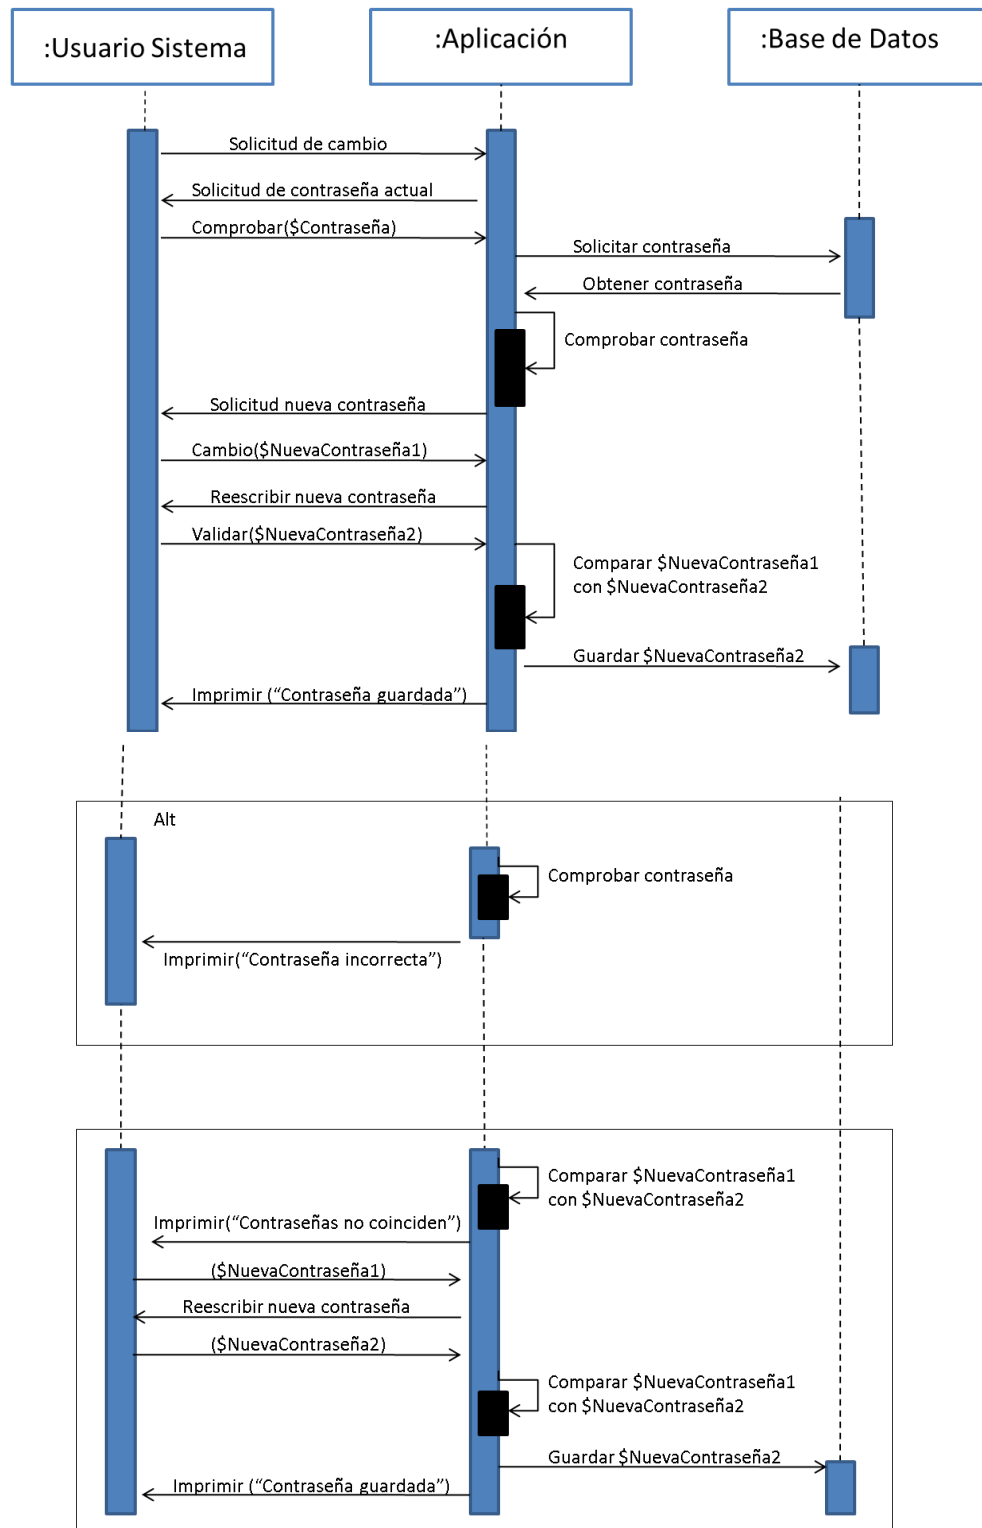 :Usuario Sistema
:Aplicación
:Base de Datos
Solicitud de cambio
Solicitud de contraseña actual
Comprobar($Contraseña)
Solicitar contraseña
Obtener contraseña
Comprobar contraseña
Solicitud nueva contraseña
Cambio($NuevaContraseña1)
Reescribir nueva contraseña
Validar($NuevaContraseña2)
Comparar $NuevaContraseña1
con $NuevaContraseña2
Guardar $NuevaContraseña2
Imprimir (“Contraseña guardada”)
Alt
Comprobar contraseña
Imprimir(“Contraseña incorrecta”)
Comparar $NuevaContraseña1
con $NuevaContraseña2
Imprimir(“Contraseñas no coinciden”)
($NuevaContraseña1)
Reescribir nueva contraseña
($NuevaContraseña2)
Comparar $NuevaContraseña1
con $NuevaContraseña2
Guardar $NuevaContraseña2
Imprimir (“Contraseña guardada”)